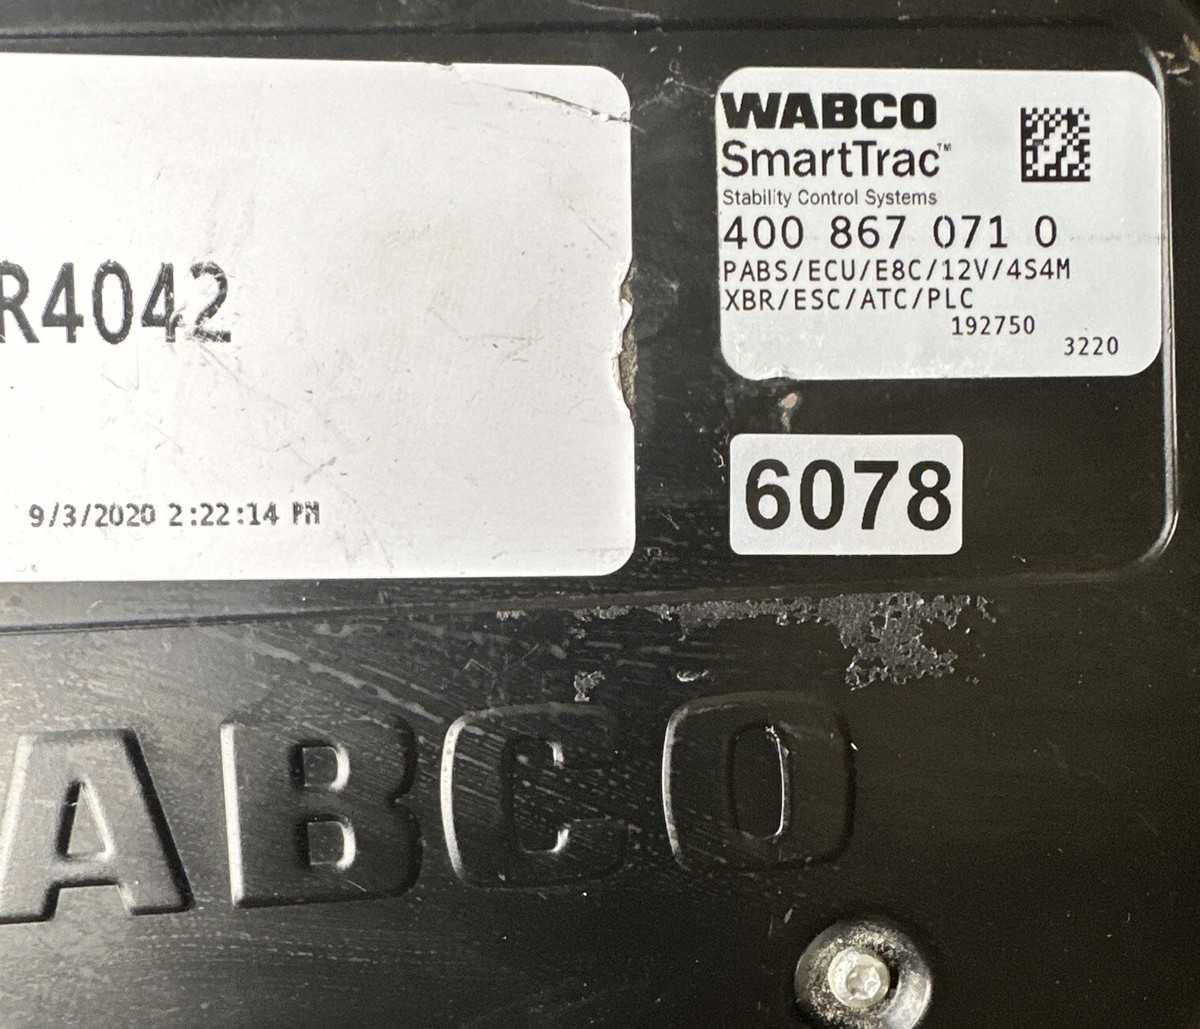 R4042
9/3/2020 2:22:14 PM
WABCO
SmartTrac™
Stability Control Systems
400 867 071 0
PABS/ECU/E8C/12V/4S4M
XBR/ESC/ATC/PLC
192750
3220
6078
ABCO